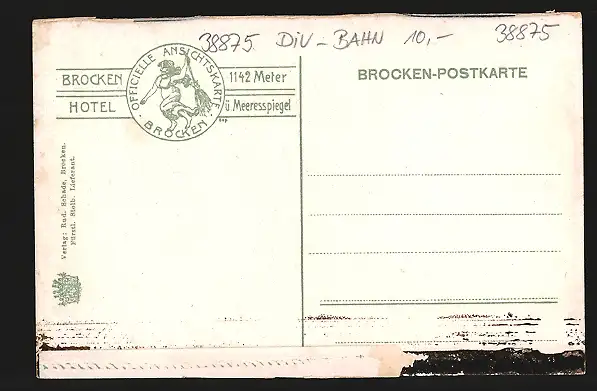 38875 DiV-BAHN 10,- 38875
BROCKEN
HOTEL
OFFICIELLE ANSICHTSKARTE
BROCKEN
1142 Meter
ü. Meeresspiegel
BROCKEN-POSTKARTE
Verlag: Rud. Schade, Brocken.
Fürstl. Stolb. Lieferant.